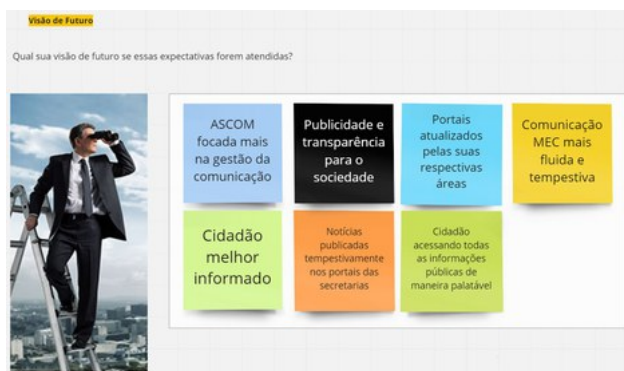 Visão de Futuro
Qual sua visão de futuro se essas expectativas forem atendidas?
ASCOM
focada mais
na gestão da
comunicação
Publicidade e
transparência
para o
sociedade
Portais
atualizados
pelas suas
respectivas
áreas
Comunicação
MEC mais
fluida e
tempestiva
Cidadão
melhor
informado
Notícias
publicadas
tempestivamente
nos portais das
secretarias
Cidadão
acessando todas
as informações
públicas de
maneira palatável